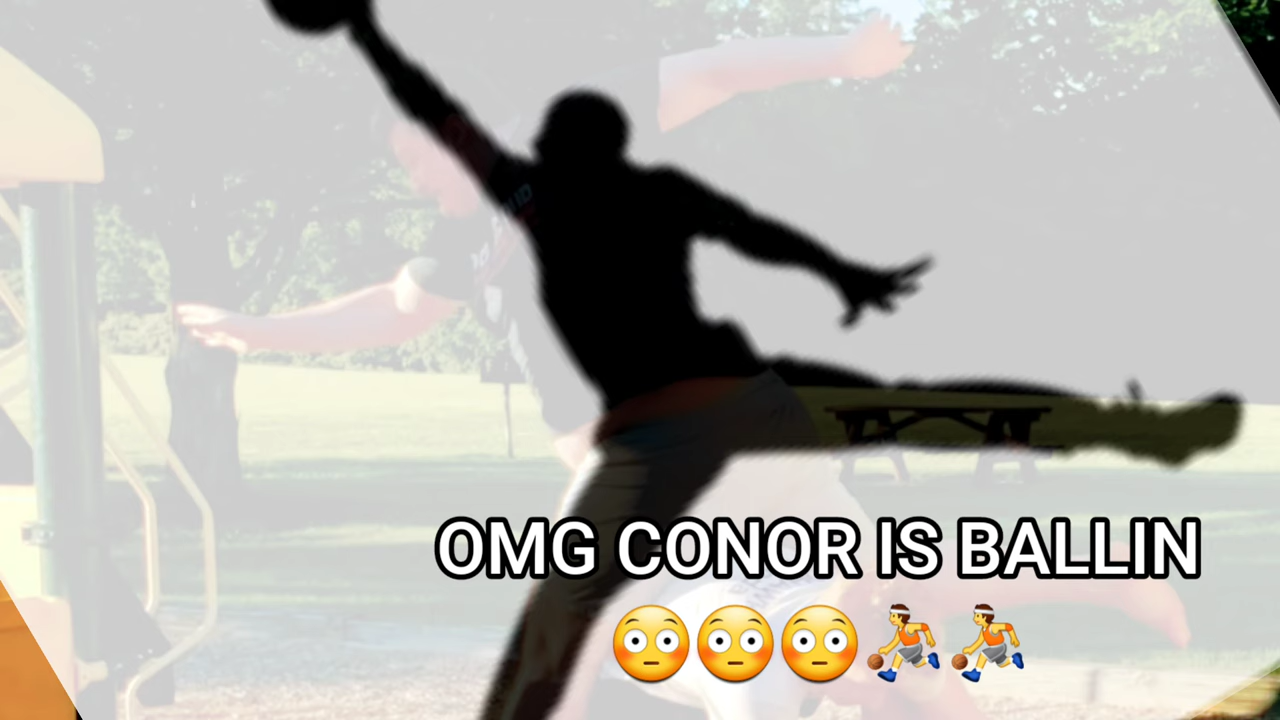 OMG CONOR IS BALLIN
😳😳😳⛹️⛹️